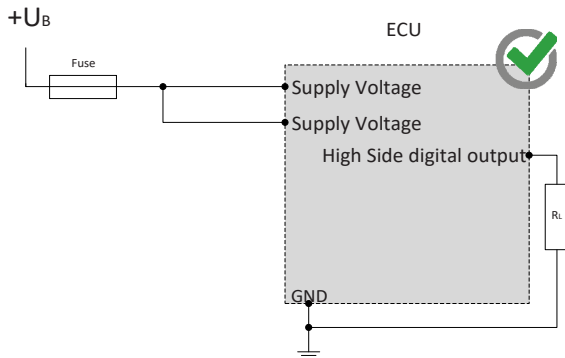 +UB
ECU
Fuse
Supply Voltage
Supply Voltage
High Side digital output
RL
GND